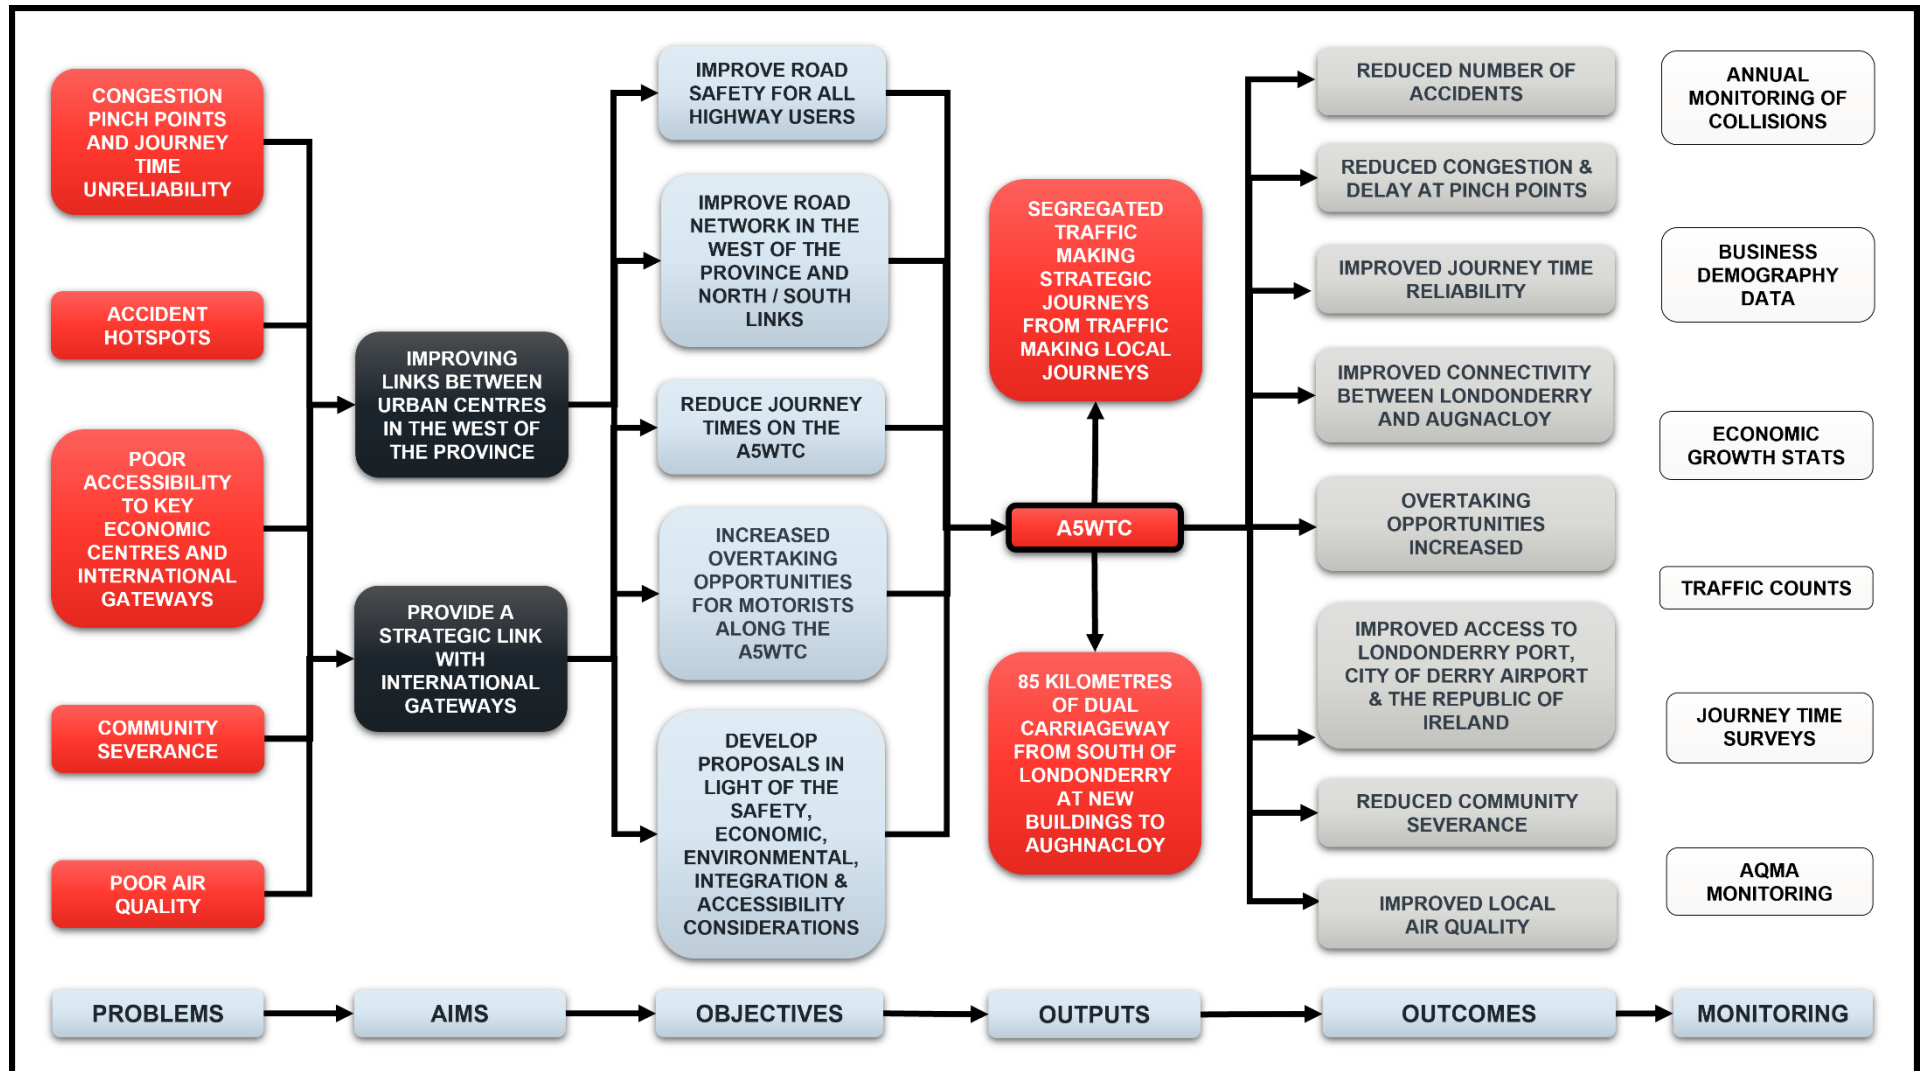 CONGESTION
PINCH POINTS
AND JOURNEY
TIME
UNRELIABILITY
ACCIDENT
HOTSPOTS
POOR
ACCESSIBILITY
TO KEY
ECONOMIC
CENTRES AND
INTERNATIONAL
GATEWAYS
COMMUNITY
SEVERANCE
POOR AIR
QUALITY
IMPROVING
LINKS BETWEEN
URBAN CENTRES
IN THE WEST OF
THE PROVINCE
PROVIDE A
STRATEGIC LINK
WITH
INTERNATIONAL
GATEWAYS
IMPROVE ROAD
SAFETY FOR ALL
HIGHWAY USERS
IMPROVE ROAD
NETWORK IN THE
WEST OF THE
PROVINCE AND
NORTH / SOUTH
LINKS
REDUCE JOURNEY
TIMES ON THE
A5WTC
INCREASED
OVERTAKING
OPPORTUNITIES
FOR MOTORISTS
ALONG THE
A5WTC
DEVELOP
PROPOSALS IN
LIGHT OF THE
SAFETY,
ECONOMIC,
ENVIRONMENTAL,
INTEGRATION &
ACCESSIBILITY
CONSIDERATIONS
SEGREGATED
TRAFFIC
MAKING
STRATEGIC
JOURNEYS
FROM TRAFFIC
MAKING LOCAL
JOURNEYS
A5WTC
85 KILOMETRES
OF DUAL
CARRIAGEWAY
FROM SOUTH OF
LONDONDERRY
AT NEW
BUILDINGS TO
AUGHNACLOY
REDUCED NUMBER OF
ACCIDENTS
REDUCED CONGESTION &
DELAY AT PINCH POINTS
IMPROVED JOURNEY TIME
RELIABILITY
IMPROVED CONNECTIVITY
BETWEEN LONDONDERRY
AND AUGNACLOY
OVERTAKING
OPPORTUNITIES
INCREASED
IMPROVED ACCESS TO
LONDONDERRY PORT,
CITY OF DERRY AIRPORT
& THE REPUBLIC OF
IRELAND
REDUCED COMMUNITY
SEVERANCE
IMPROVED LOCAL
AIR QUALITY
ANNUAL
MONITORING OF
COLLISIONS
BUSINESS
DEMOGRAPHY
DATA
ECONOMIC
GROWTH STATS
TRAFFIC COUNTS
JOURNEY TIME
SURVEYS
AQMA
MONITORING
PROBLEMS
AIMS
OBJECTIVES
OUTPUTS
OUTCOMES
MONITORING